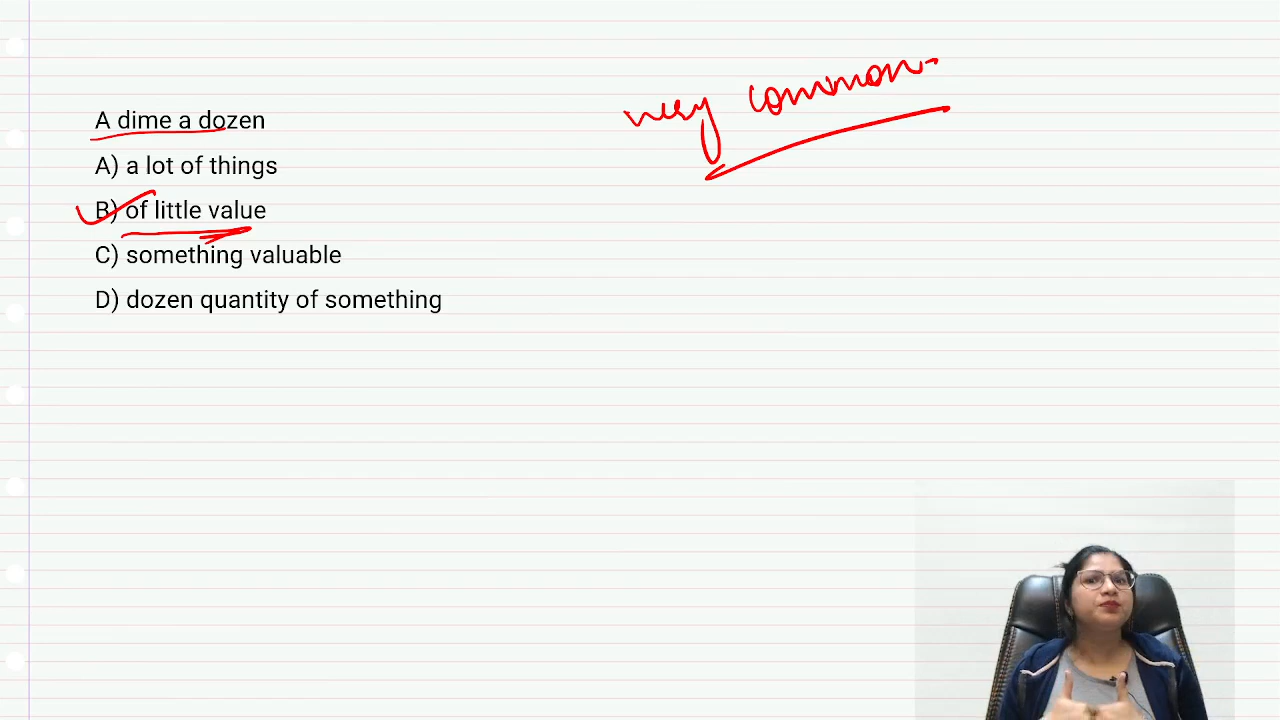 very common.
A dime a dozen
A) a lot of things
B) of little value
C) something valuable
D) dozen quantity of something